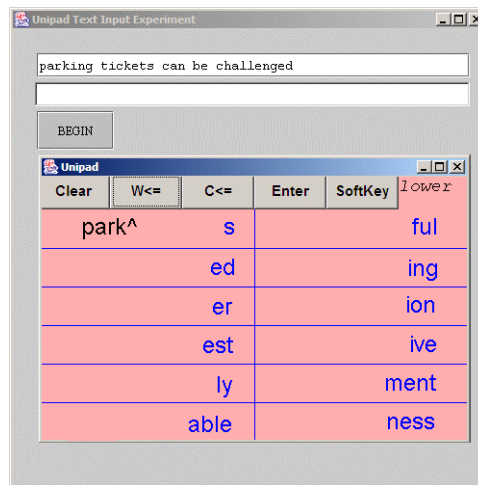 Unipad Text Input Experiment
parking tickets can be challenged
BEGIN
Unipad
Clear W<= C<= Enter SoftKey lower
park^ s ful
ed ing
er ion
est ive
ly ment
able ness